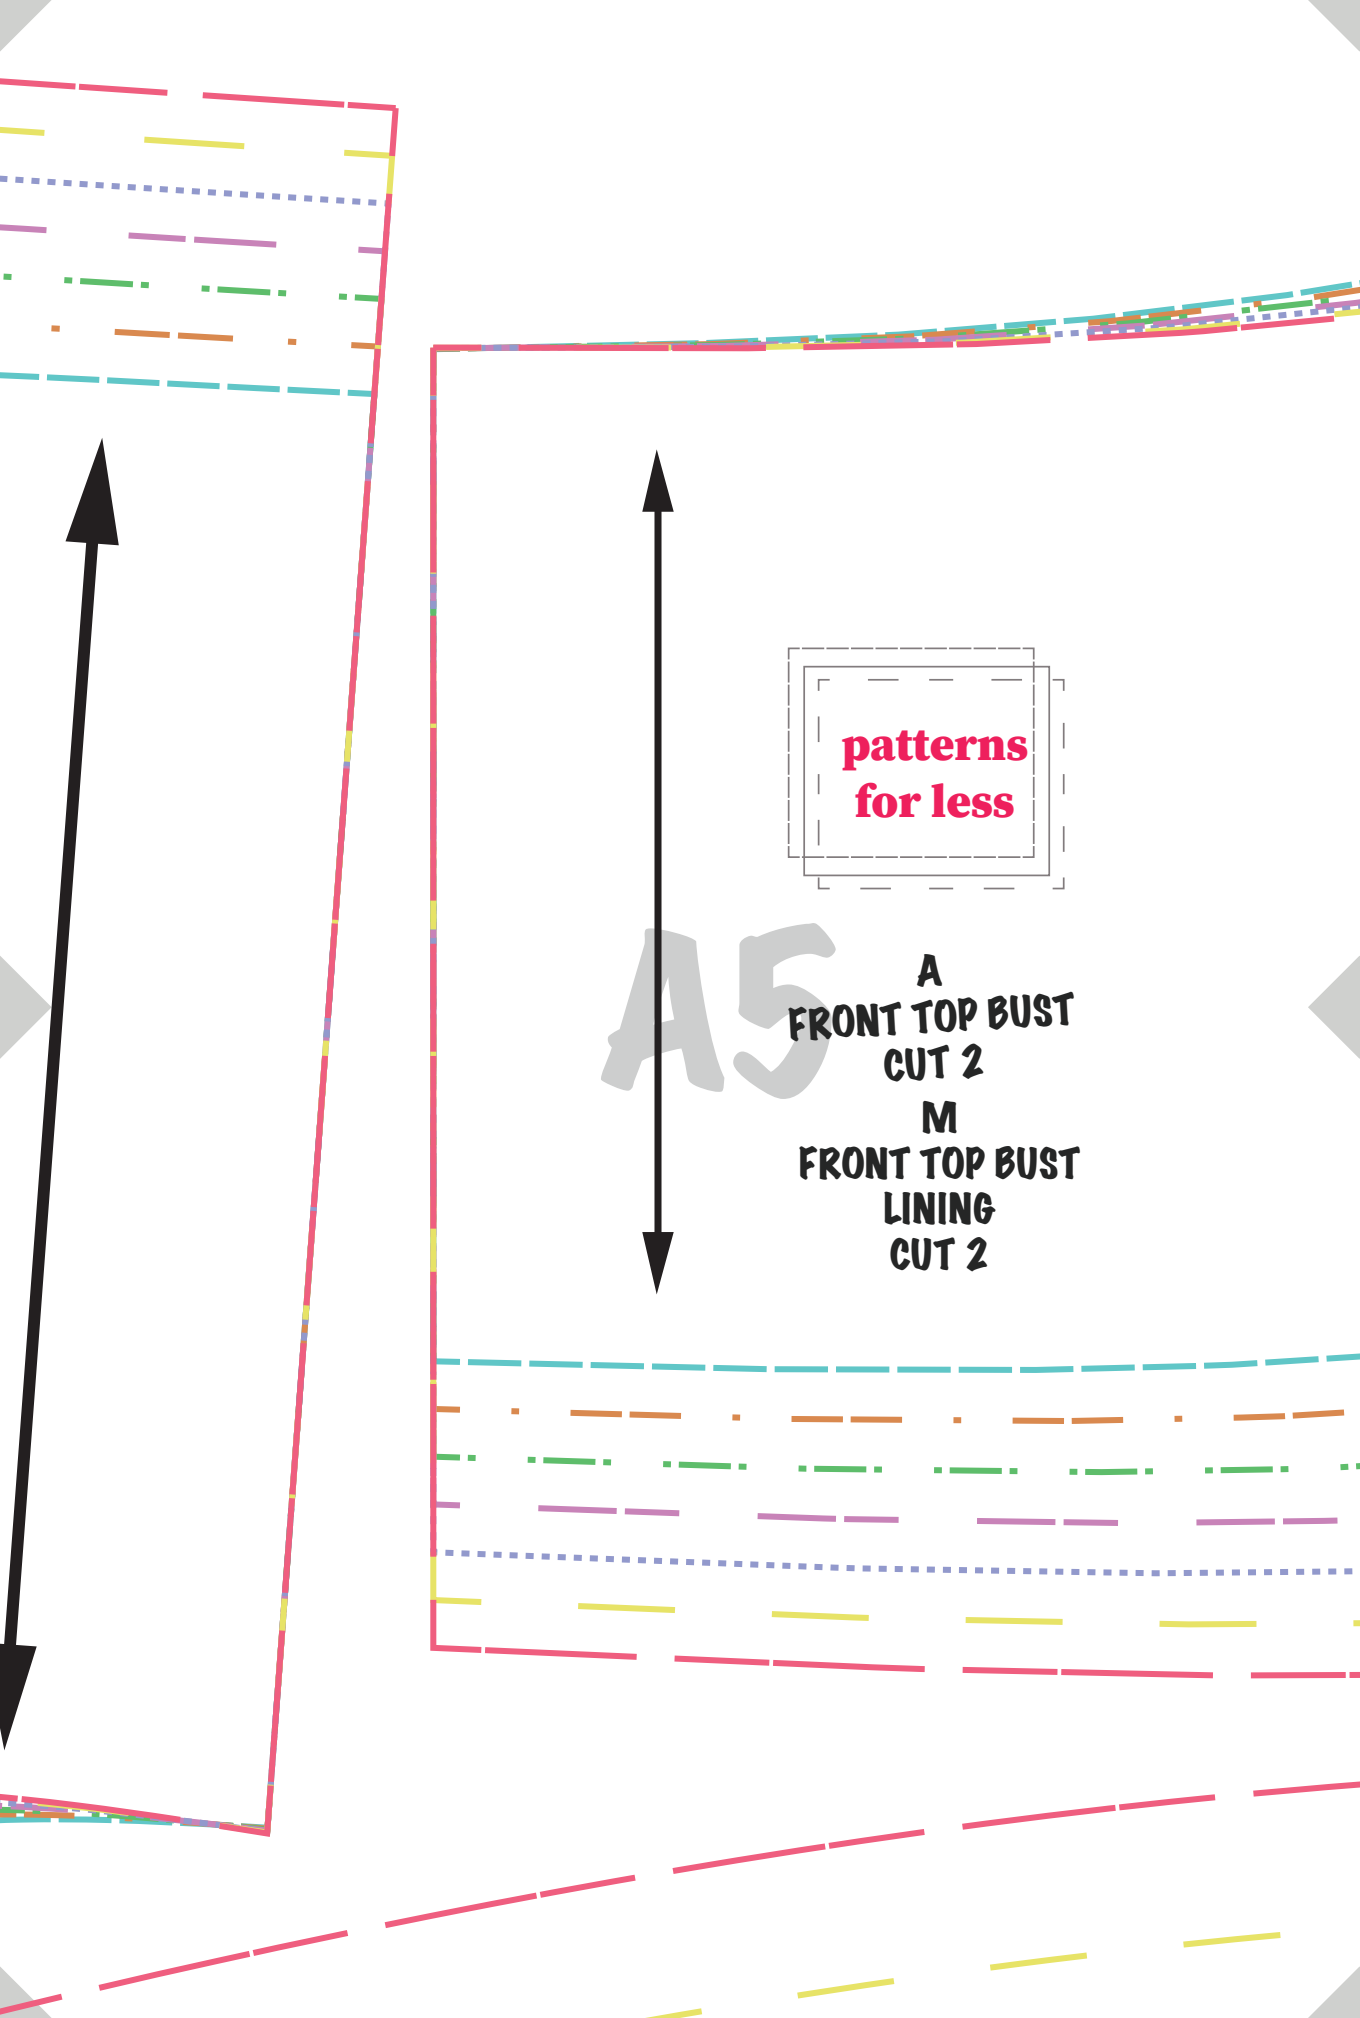 patterns
for less
A5
A
FRONT TOP BUST
CUT 2
M
FRONT TOP BUST
LINING
CUT 2